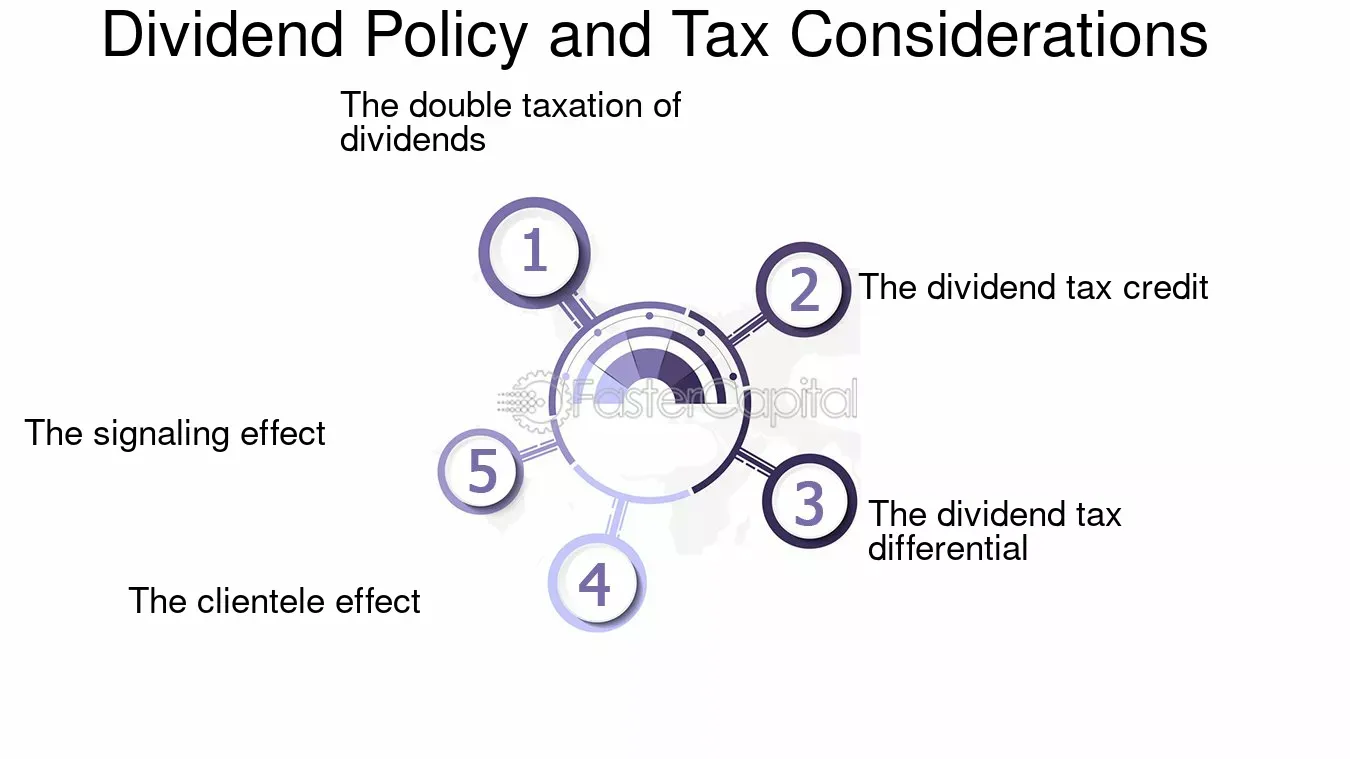 Dividend Policy and Tax Considerations
The double taxation of
dividends
1
2
The dividend tax credit
FasterCapital
The signaling effect
5
3
The dividend tax
differential
4
The clientele effect